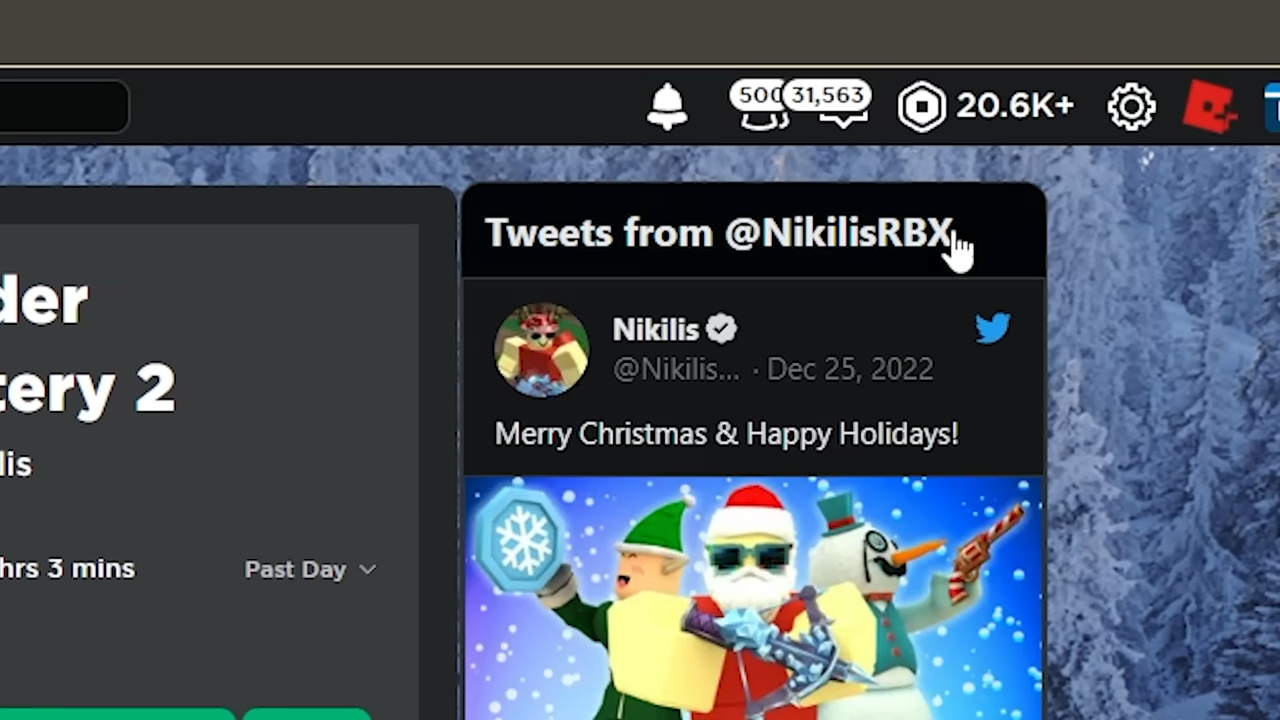 500
31,563
20.6K+
Tweets from @NikilisRBX
Nikilis
@Nikilis... · Dec 25, 2022
Merry Christmas & Happy Holidays!
der
tery 2
lis
hrs 3 mins
Past Day